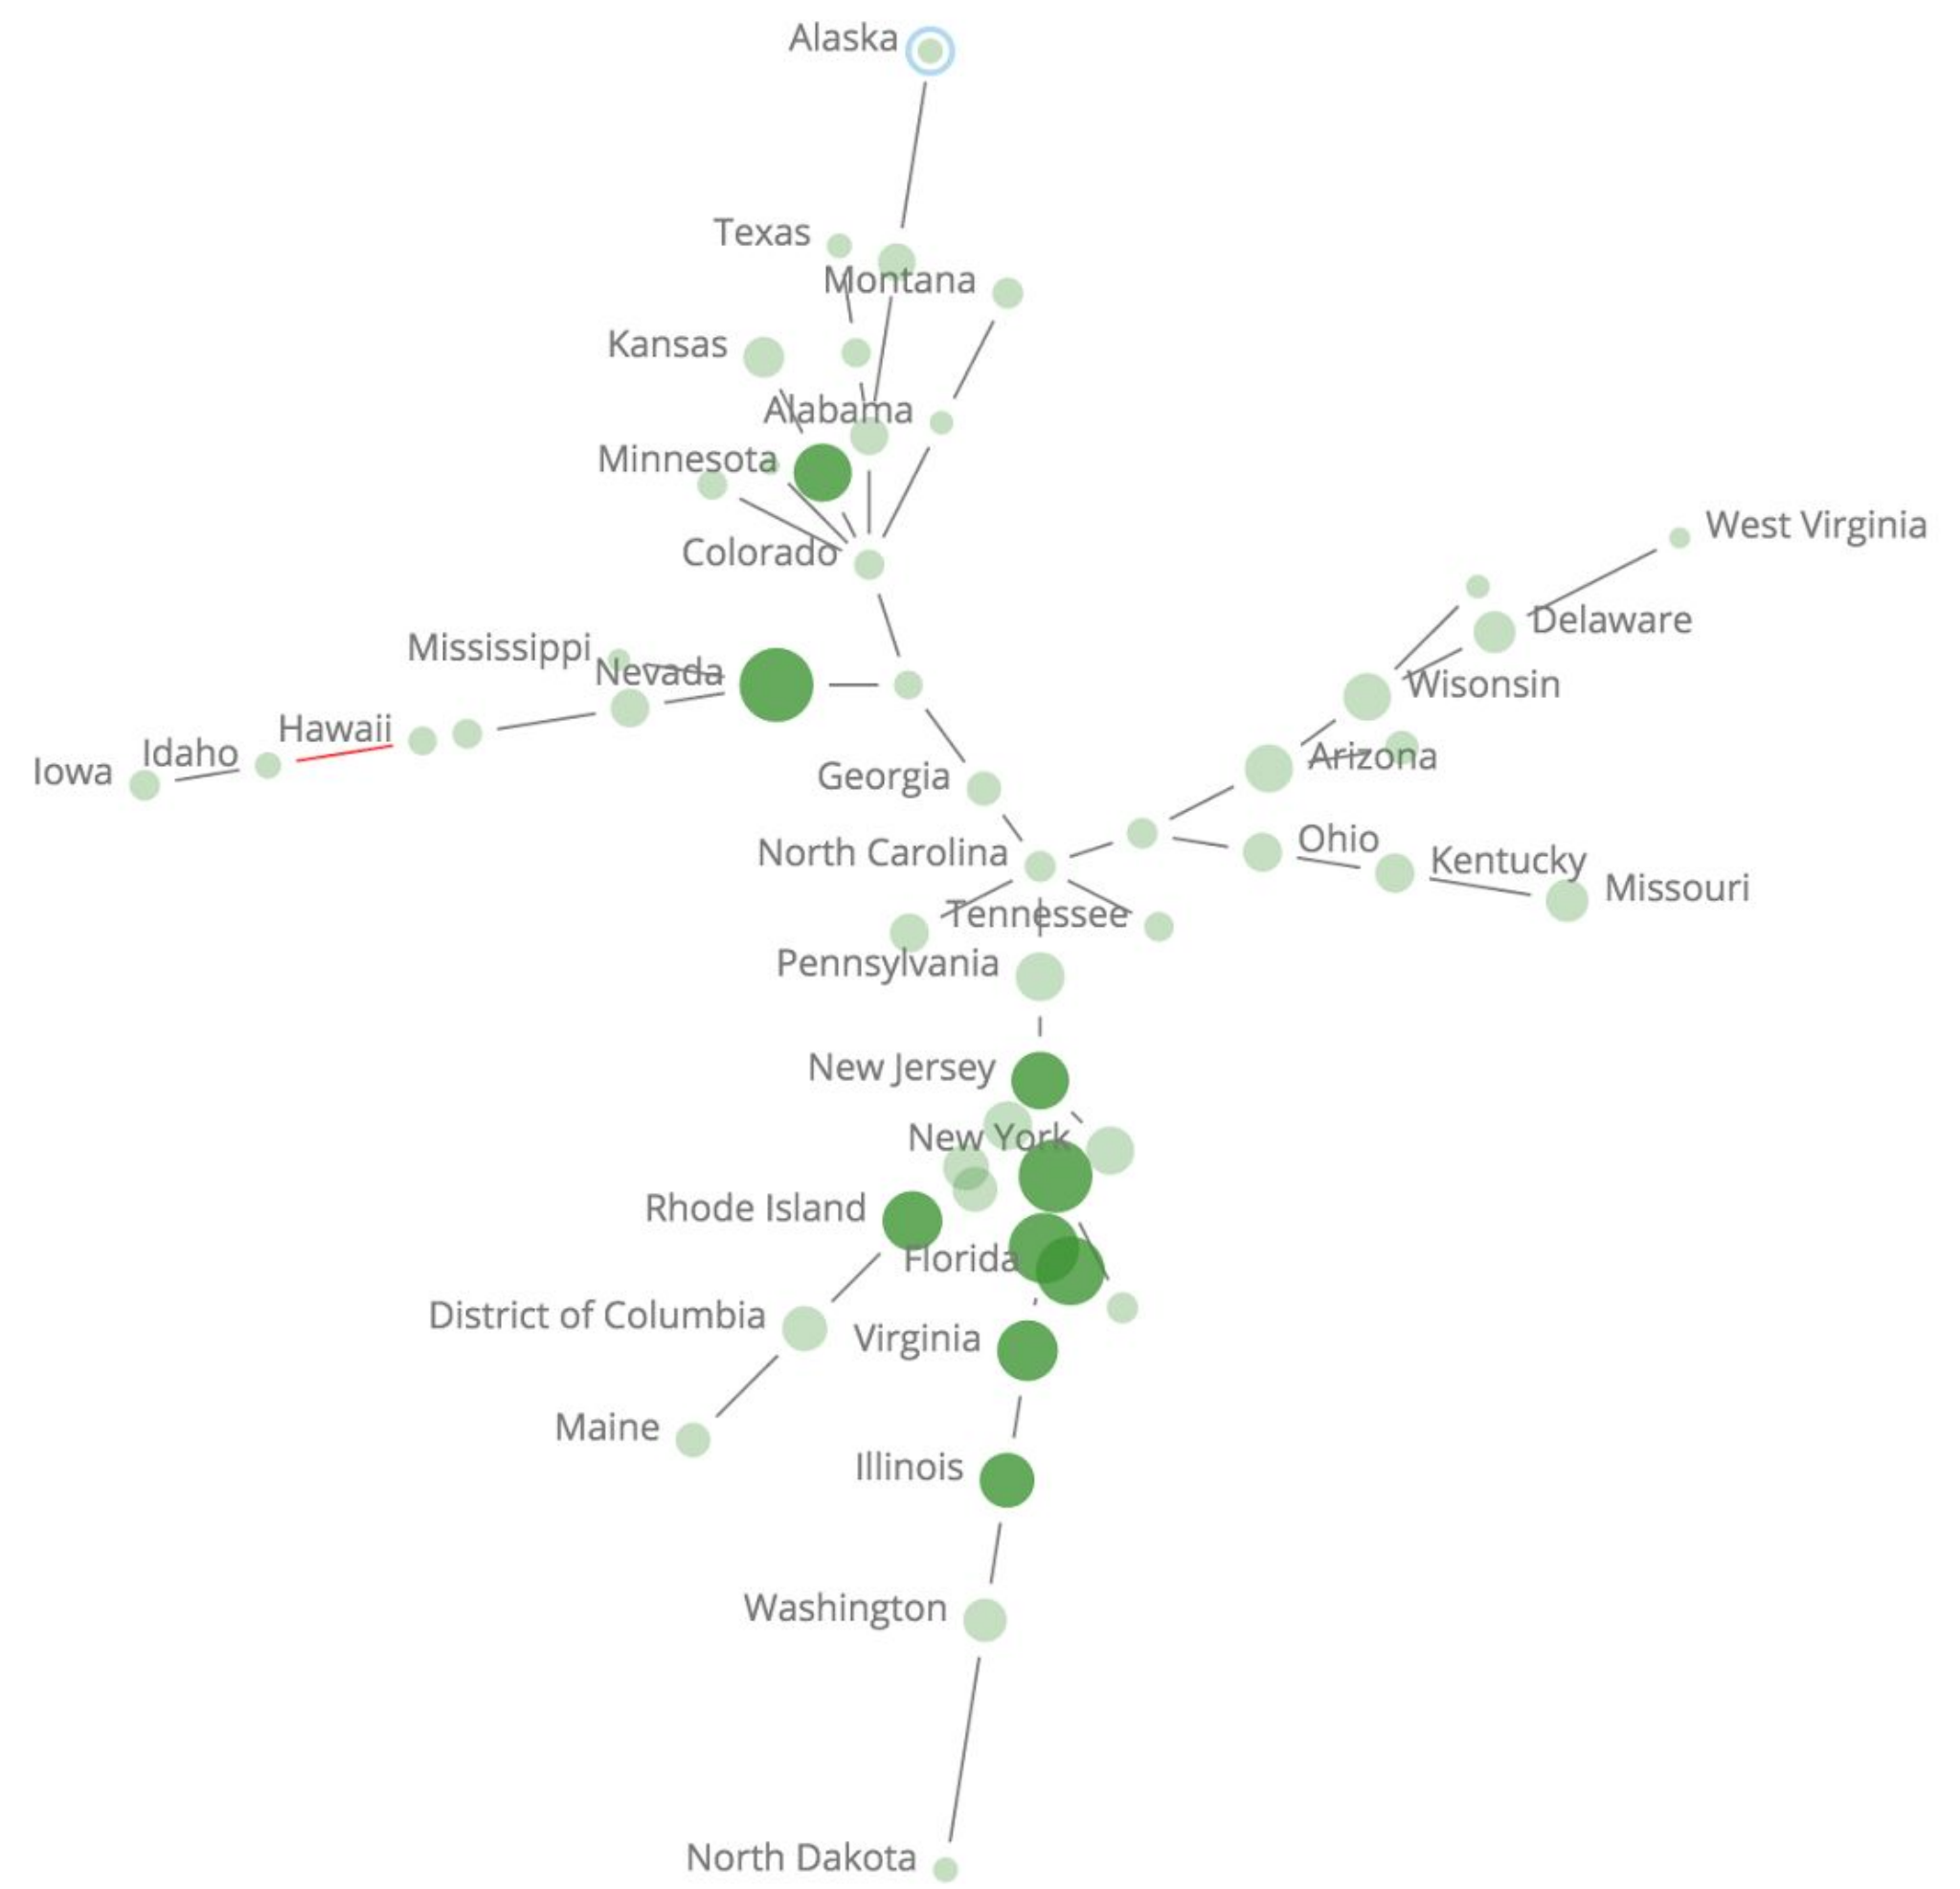 Alaska
Texas
Montana
Kansas
Alabama
Minnesota
West Virginia
Colorado
Delaware
Mississippi
Nevada
Wisonsin
Hawaii
Idaho
Iowa
Arizona
Georgia
Ohio
North Carolina
Kentucky
Missouri
Tennessee
Pennsylvania
New Jersey
New York
Rhode Island
Florida
District of Columbia
Virginia
Maine
Illinois
Washington
North Dakota